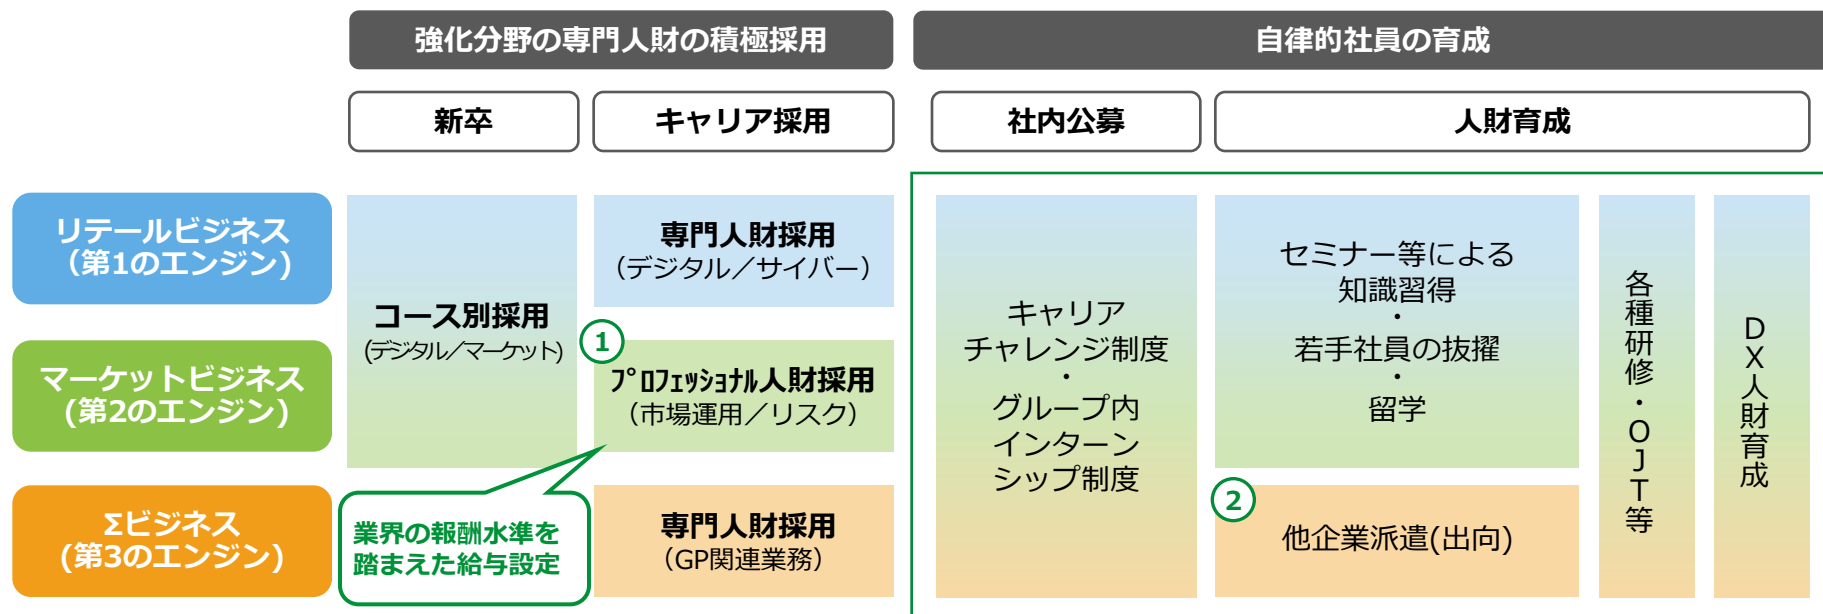 強化分野の専門人財の積極採用
自律的社員の育成
新卒
キャリア採用
社内公募
人財育成
リテールビジネス
（第1のエンジン)
マーケットビジネス
(第2のエンジン)
Σビジネス
(第3のエンジン)
コース別採用
(デジタル／マーケット)
専門人財採用
（デジタル／サイバー）
①
ﾌﾟﾛﾌｪｯｼｮﾅﾙ人財採用
（市場運用／リスク）
業界の報酬水準を
踏まえた給与設定
専門人財採用
（GP関連業務）
キャリア
チャレンジ制度
・
グループ内
インターン
シップ制度
セミナー等による
知識習得
・
若手社員の抜擢
・
留学
②
他企業派遣(出向)
各種研修・OJT等
DX人財育成